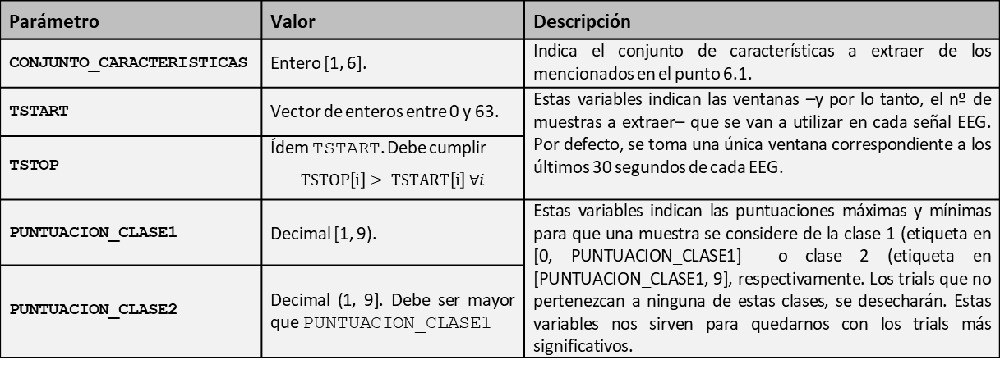 Parámetro Valor Descripción
CONJUNTO_CARACTERISTICAS Entero [1, 6]. Indica el conjunto de características a extraer de los
mencionados en el punto 6.1.
TSTART Vector de enteros entre 0 y 63. Estas variables indican las ventanas –y por lo tanto, el nº de
muestras a extraer– que se van a utilizar en cada señal EEG.
Por defecto, se toma una única ventana correspondiente a los
últimos 30 segundos de cada EEG.
TSTOP Ídem TSTART. Debe cumplir
TSTOP[i] > TSTART[i] ∀i
PUNTUACION_CLASE1 Decimal [1, 9). Estas variables indican las puntuaciones máximas y mínimas
para que una muestra se considere de la clase 1 (etiqueta en
[0, PUNTUACION_CLASE1] o clase 2 (etiqueta en
[PUNTUACION_CLASE1, 9], respectivamente. Los trials que no
pertenezcan a ninguna de estas clases, se desecharán. Estas
variables nos sirven para quedarnos con los trials más
significativos.
PUNTUACION_CLASE2 Decimal (1, 9]. Debe ser mayor
que PUNTUACION_CLASE1